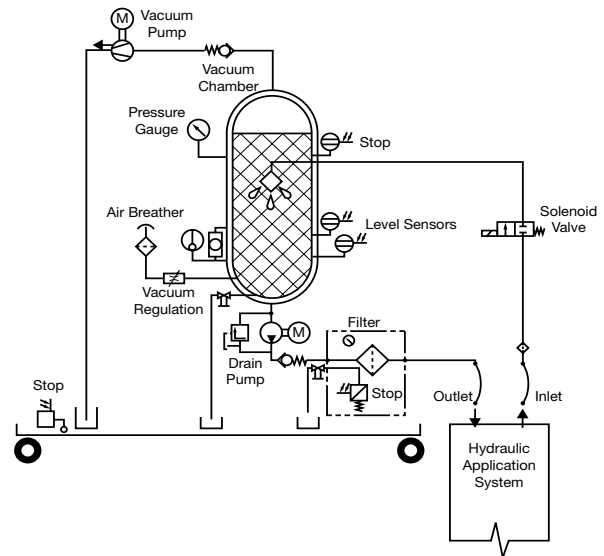 M
Vacuum
Pump
Vacuum
Chamber
Pressure
Gauge
Stop
Air Breather
Level Sensors
Solenoid
Valve
Vacuum
Regulation
M
Filter
Drain
Pump
Stop
Stop
Outlet
Inlet
Hydraulic
Application
System